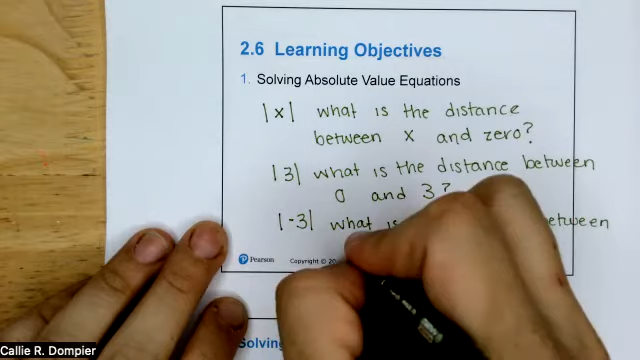 2.6 Learning Objectives
1. Solving Absolute Value Equations
|x| what is the distance
between x and zero?
|3| what is the distance between
0 and 3?
|-3| what is between
Pearson Copyright © 20
Solving
Callie R. Dompier